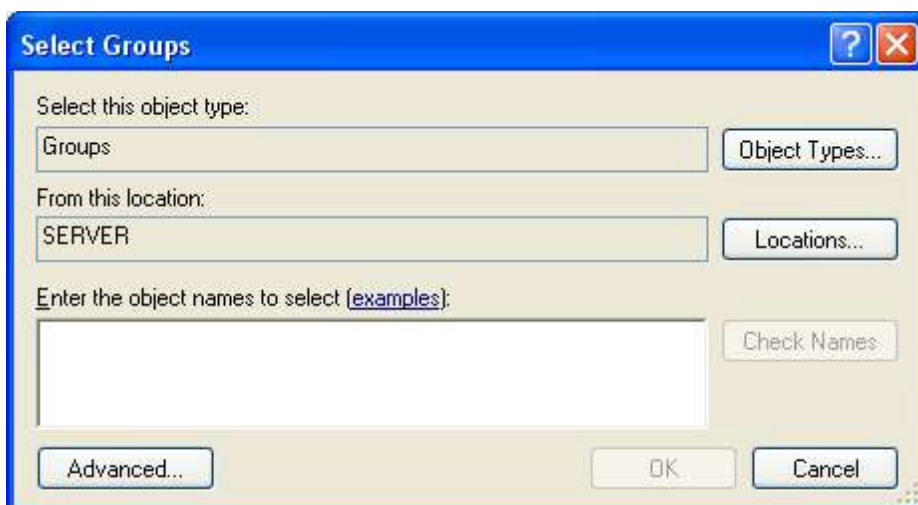 Select Groups
Select this object type:
Groups
Object Types...
From this location:
SERVER
Locations...
Enter the object names to select (examples):
Check Names
Advanced...
OK
Cancel